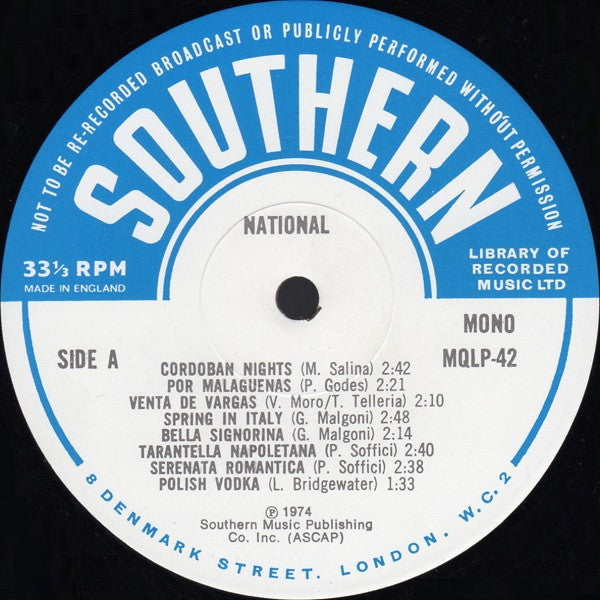 NOT TO BE RE-RECORDED BROADCAST OR PUBLICLY PERFORMED WITHOUT PERMISSION
SOUTHERN
NATIONAL
33⅓ RPM
MADE IN ENGLAND
LIBRARY OF
RECORDED
MUSIC LTD
SIDE A
MONO
MQLP-42
CORDOBAN NIGHTS (M. Salina) 2:42
POR MALAGUENAS (P. Godes) 2:21
VENTA DE VARGAS (V. Moro/T. Telleria) 2:10
SPRING IN ITALY (G. Malgoni) 2:48
BELLA SIGNORINA (G. Malgoni) 2:14
TARANTELLA NAPOLETANA (P. Soffici) 2:40
SERENATA ROMANTICA (P. Soffici) 2:38
POLISH VODKA (L. Bridgewater) 1:33
℗ 1974
Southern Music Publishing
Co. Inc. (ASCAP)
8 DENMARK STREET, LONDON, W.C.2